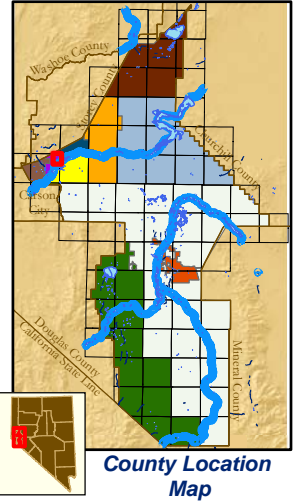 Washoe County
Storey County
Churchill County
Carson
City
Douglas County
California State Line
Mineral County
County Location
Map